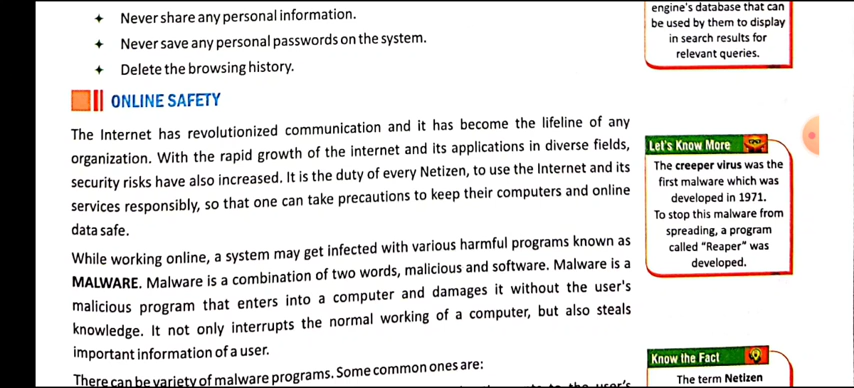 ✦ Never share any personal information.
✦ Never save any personal passwords on the system.
✦ Delete the browsing history.
ONLINE SAFETY
The Internet has revolutionized communication and it has become the lifeline of any
organization. With the rapid growth of the internet and its applications in diverse fields,
security risks have also increased. It is the duty of every Netizen, to use the Internet and its
services responsibly, so that one can take precautions to keep their computers and online
data safe.
While working online, a system may get infected with various harmful programs known as
MALWARE. Malware is a combination of two words, malicious and software. Malware is a
malicious program that enters into a computer and damages it without the user's
knowledge. It not only interrupts the normal working of a computer, but also steals
important information of a user.
There can be variety of malware programs. Some common ones are:
the user's
engine's database that can
be used by them to display
in search results for
relevant queries.
Let's Know More
The creeper virus was the
first malware which was
developed in 1971.
To stop this malware from
spreading, a program
called "Reaper" was
developed.
Know the Fact
The term Netizen